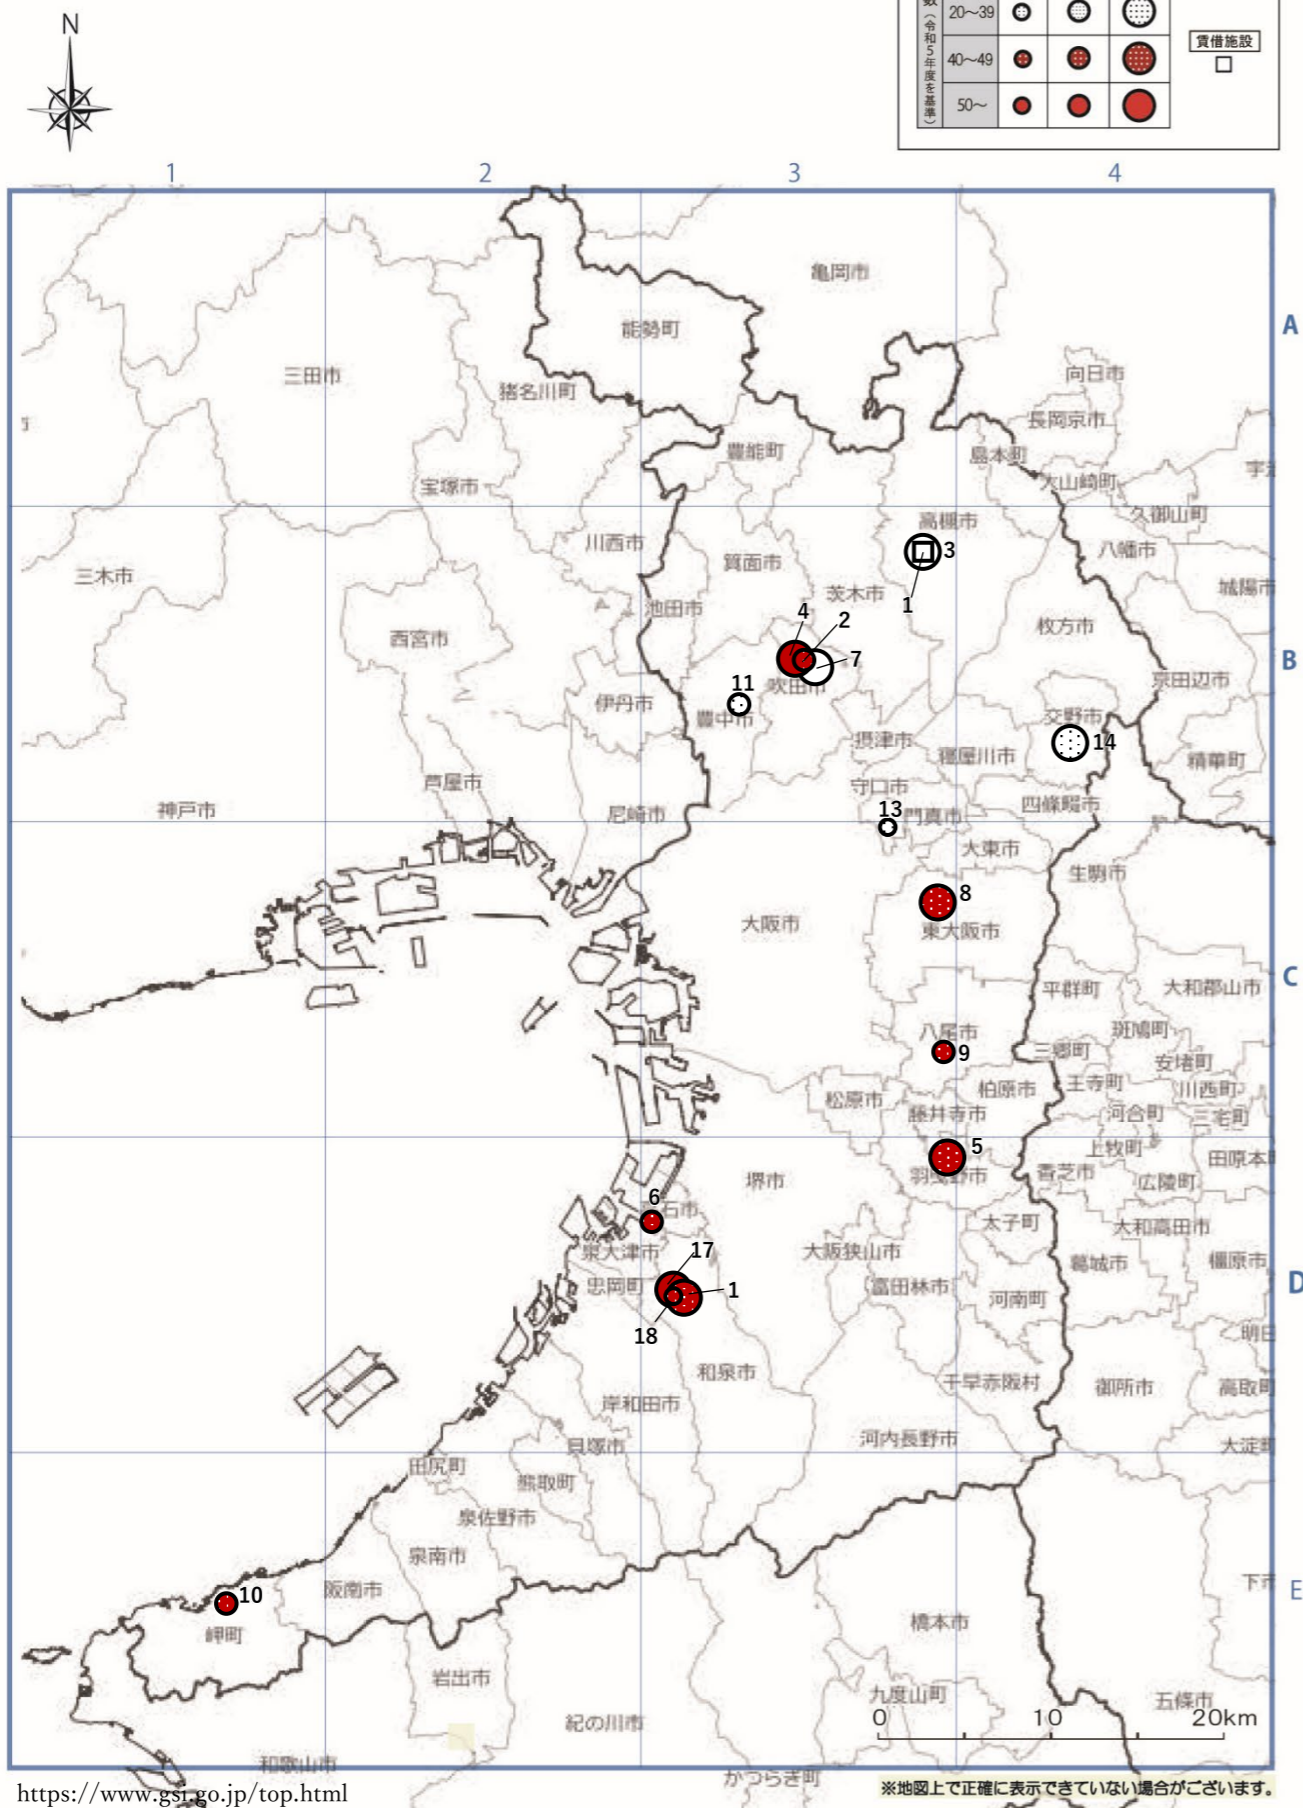 N
数（令和5年度を基準）
20～39
40～49
50～
賃借施設
1
2
3
4
亀岡市
能勢町
A
三田市
猪名川町
向日市
長岡京市
豊能町
島本町
大山崎町
宝塚市
久御山町
高槻市
川西市
八幡市
箕面市
3
三木市
茨木市
城陽市
池田市
1
4
2
西宮市
枚方市
B
7
京田辺市
吹田市
11
伊丹市
豊中市
交野市
摂津市
14
寝屋川市
精華町
芦屋市
守口市
神戸市
四條畷市
13
門真市
尼崎市
大東市
生駒市
8
大阪市
東大阪市
C
平群町
大和郡山市
八尾市
斑鳩町
9
三郷町
安堵町
王寺町
川西町
柏原市
松原市
藤井寺市
河合町
三宅町
5
上牧町
田原本
羽曳野市
香芝市
堺市
広陵町
6
石市
太子町
大和高田市
泉大津市
17
大阪狭山市
葛城市
橿原市
忠岡町
1
富田林市
D
河南町
18
明日
和泉市
千早赤阪村
御所市
高取町
岸和田市
河内長野市
貝塚市
大淀町
田尻町
熊取町
泉佐野市
泉南市
阪南市
下市
E
10
岬町
橋本市
岩出市
九度山町
五條市
紀の川市
0 10 20km
和歌山市
かつらぎ町
https://www.gsi.go.jp/top.html
※地図上で正確に表示できていない場合がございます。